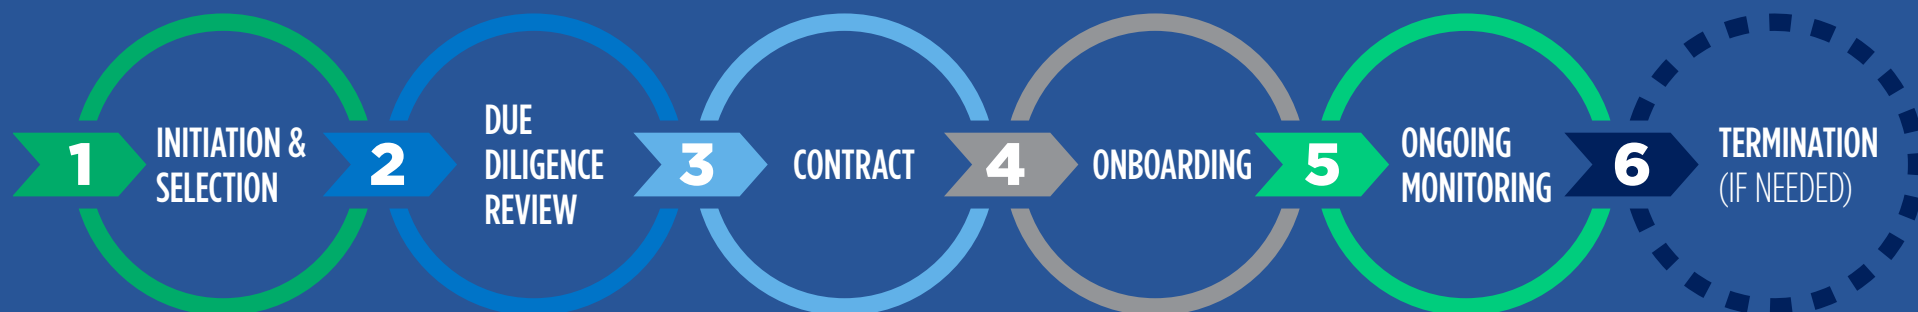 1
INITIATION &
SELECTION
2
DUE
DILIGENCE
REVIEW
3
CONTRACT
4
ONBOARDING
5
ONGOING
MONITORING
6
TERMINATION
(IF NEEDED)